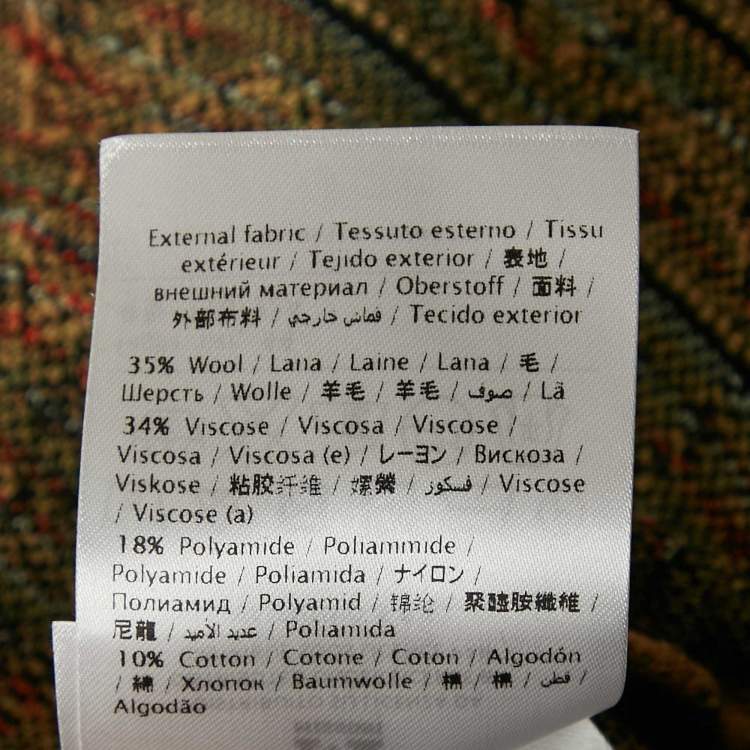 External fabric / Tessuto esterno / Tissu
extérieur / Tejido exterior / 表地 /
внешний материал / Oberstoff / 面料 /
外部布料 / قماش خارجي / Tecido exterior
35% Wool / Lana / Laine / Lana / 毛 /
Шерсть / Wolle / 羊毛 / 羊毛 / صوف / Lã
34% Viscose / Viscosa / Viscose /
Viscosa / Viscosa (e) / レーヨン / Вискоза /
Viskose / 粘胶纤维 / 嫘縈 / فسكوز / Viscose
/ Viscose (a)
18% Polyamide / Poliammide /
Polyamide / Poliamida / ナイロン /
Полиамид / Polyamid / 锦纶 / 聚醯胺纖維 /
尼龍 / عديد الأميد / Poliamida
10% Cotton / Cotone / Coton / Algodón
/ 綿 / Хлопок / Baumwolle / 棉 / 棉 / قطن /
Algodão